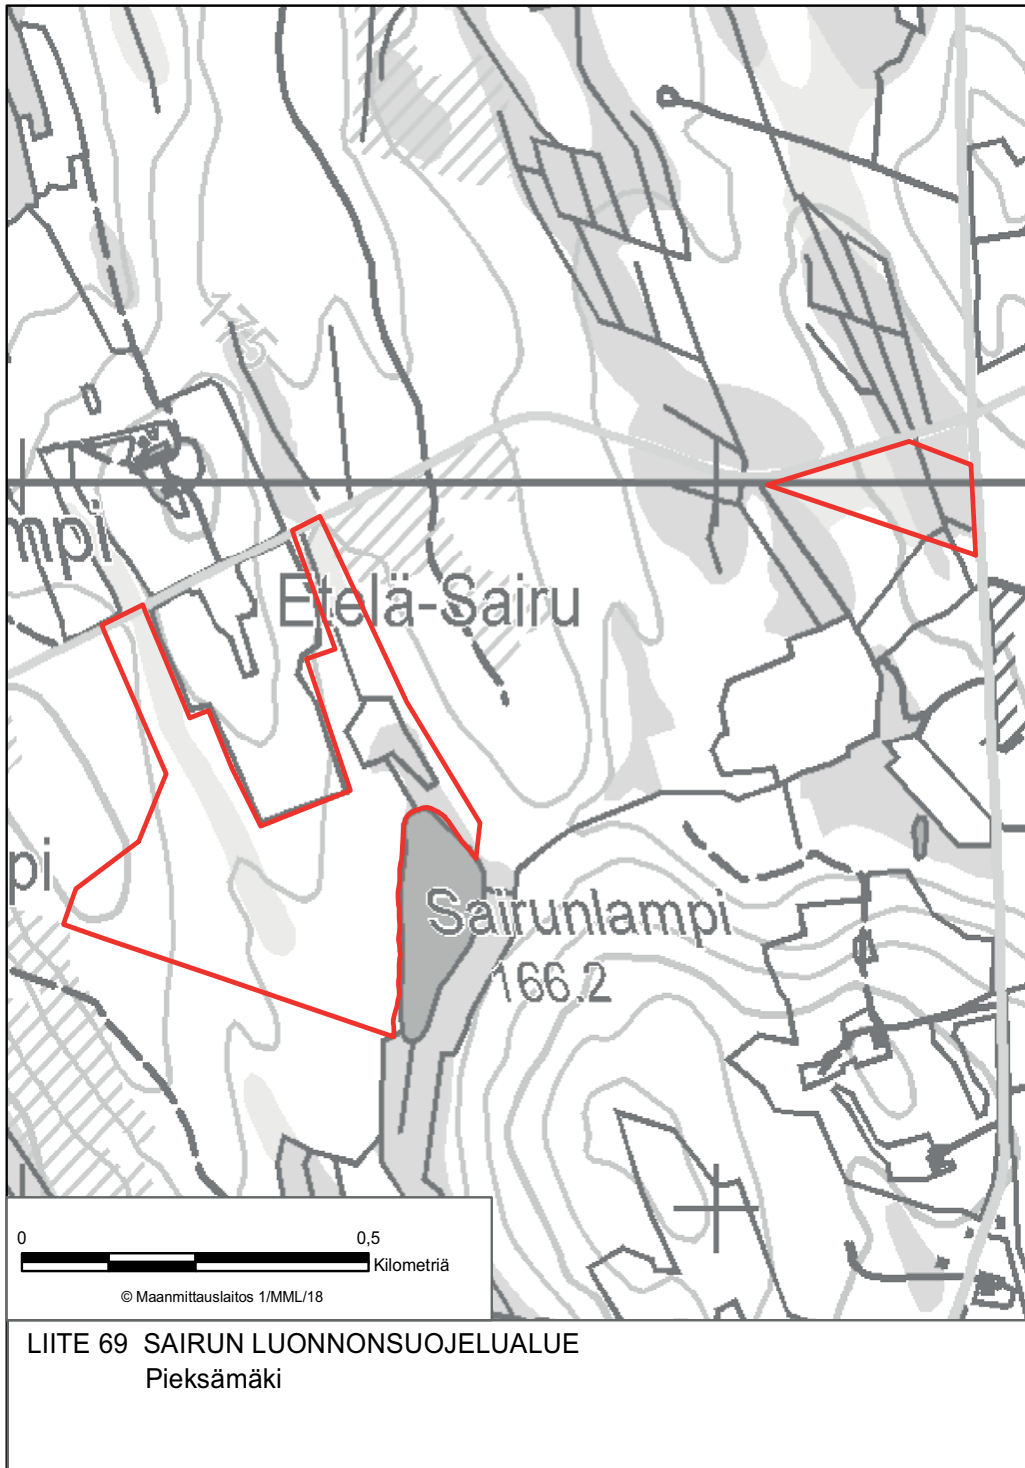 175
mpi
Etelä-Sairu
pi
Sairunlampi
166.2
0 0,5
Kilometriä
© Maanmittauslaitos 1/MML/18
LIITE 69 SAIRUN LUONNONSUOJELUALUE
Pieksämäki